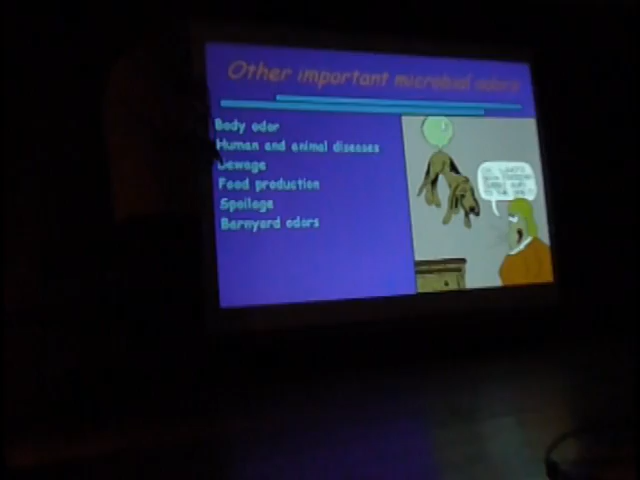 Other important microbial odors
Body odor
Human and animal diseases
Sewage
Food production
Spoilage
Barnyard odors